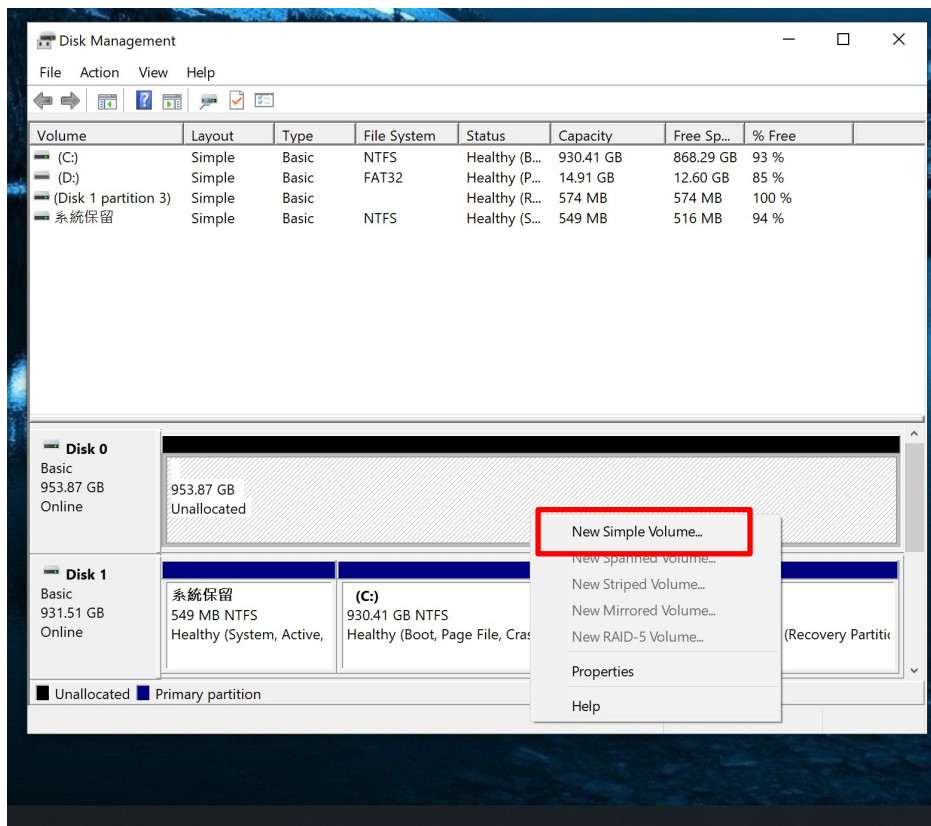 Disk Management
File Action View Help
Volume Layout Type File System Status Capacity Free Sp... % Free
(C:) Simple Basic NTFS Healthy (B... 930.41 GB 868.29 GB 93 %
(D:) Simple Basic FAT32 Healthy (P... 14.91 GB 12.60 GB 85 %
(Disk 1 partition 3) Simple Basic Healthy (R... 574 MB 574 MB 100 %
系統保留 Simple Basic NTFS Healthy (S... 549 MB 516 MB 94 %
Disk 0
Basic
953.87 GB
Online
953.87 GB
Unallocated
New Simple Volume...
New Spanned Volume...
New Striped Volume...
New Mirrored Volume...
New RAID-5 Volume...
Properties
Help
Disk 1
Basic
931.51 GB
Online
系統保留
549 MB NTFS
Healthy (System, Active,
(C:)
930.41 GB NTFS
Healthy (Boot, Page File, Cras
(Recovery Partitic
Unallocated Primary partition